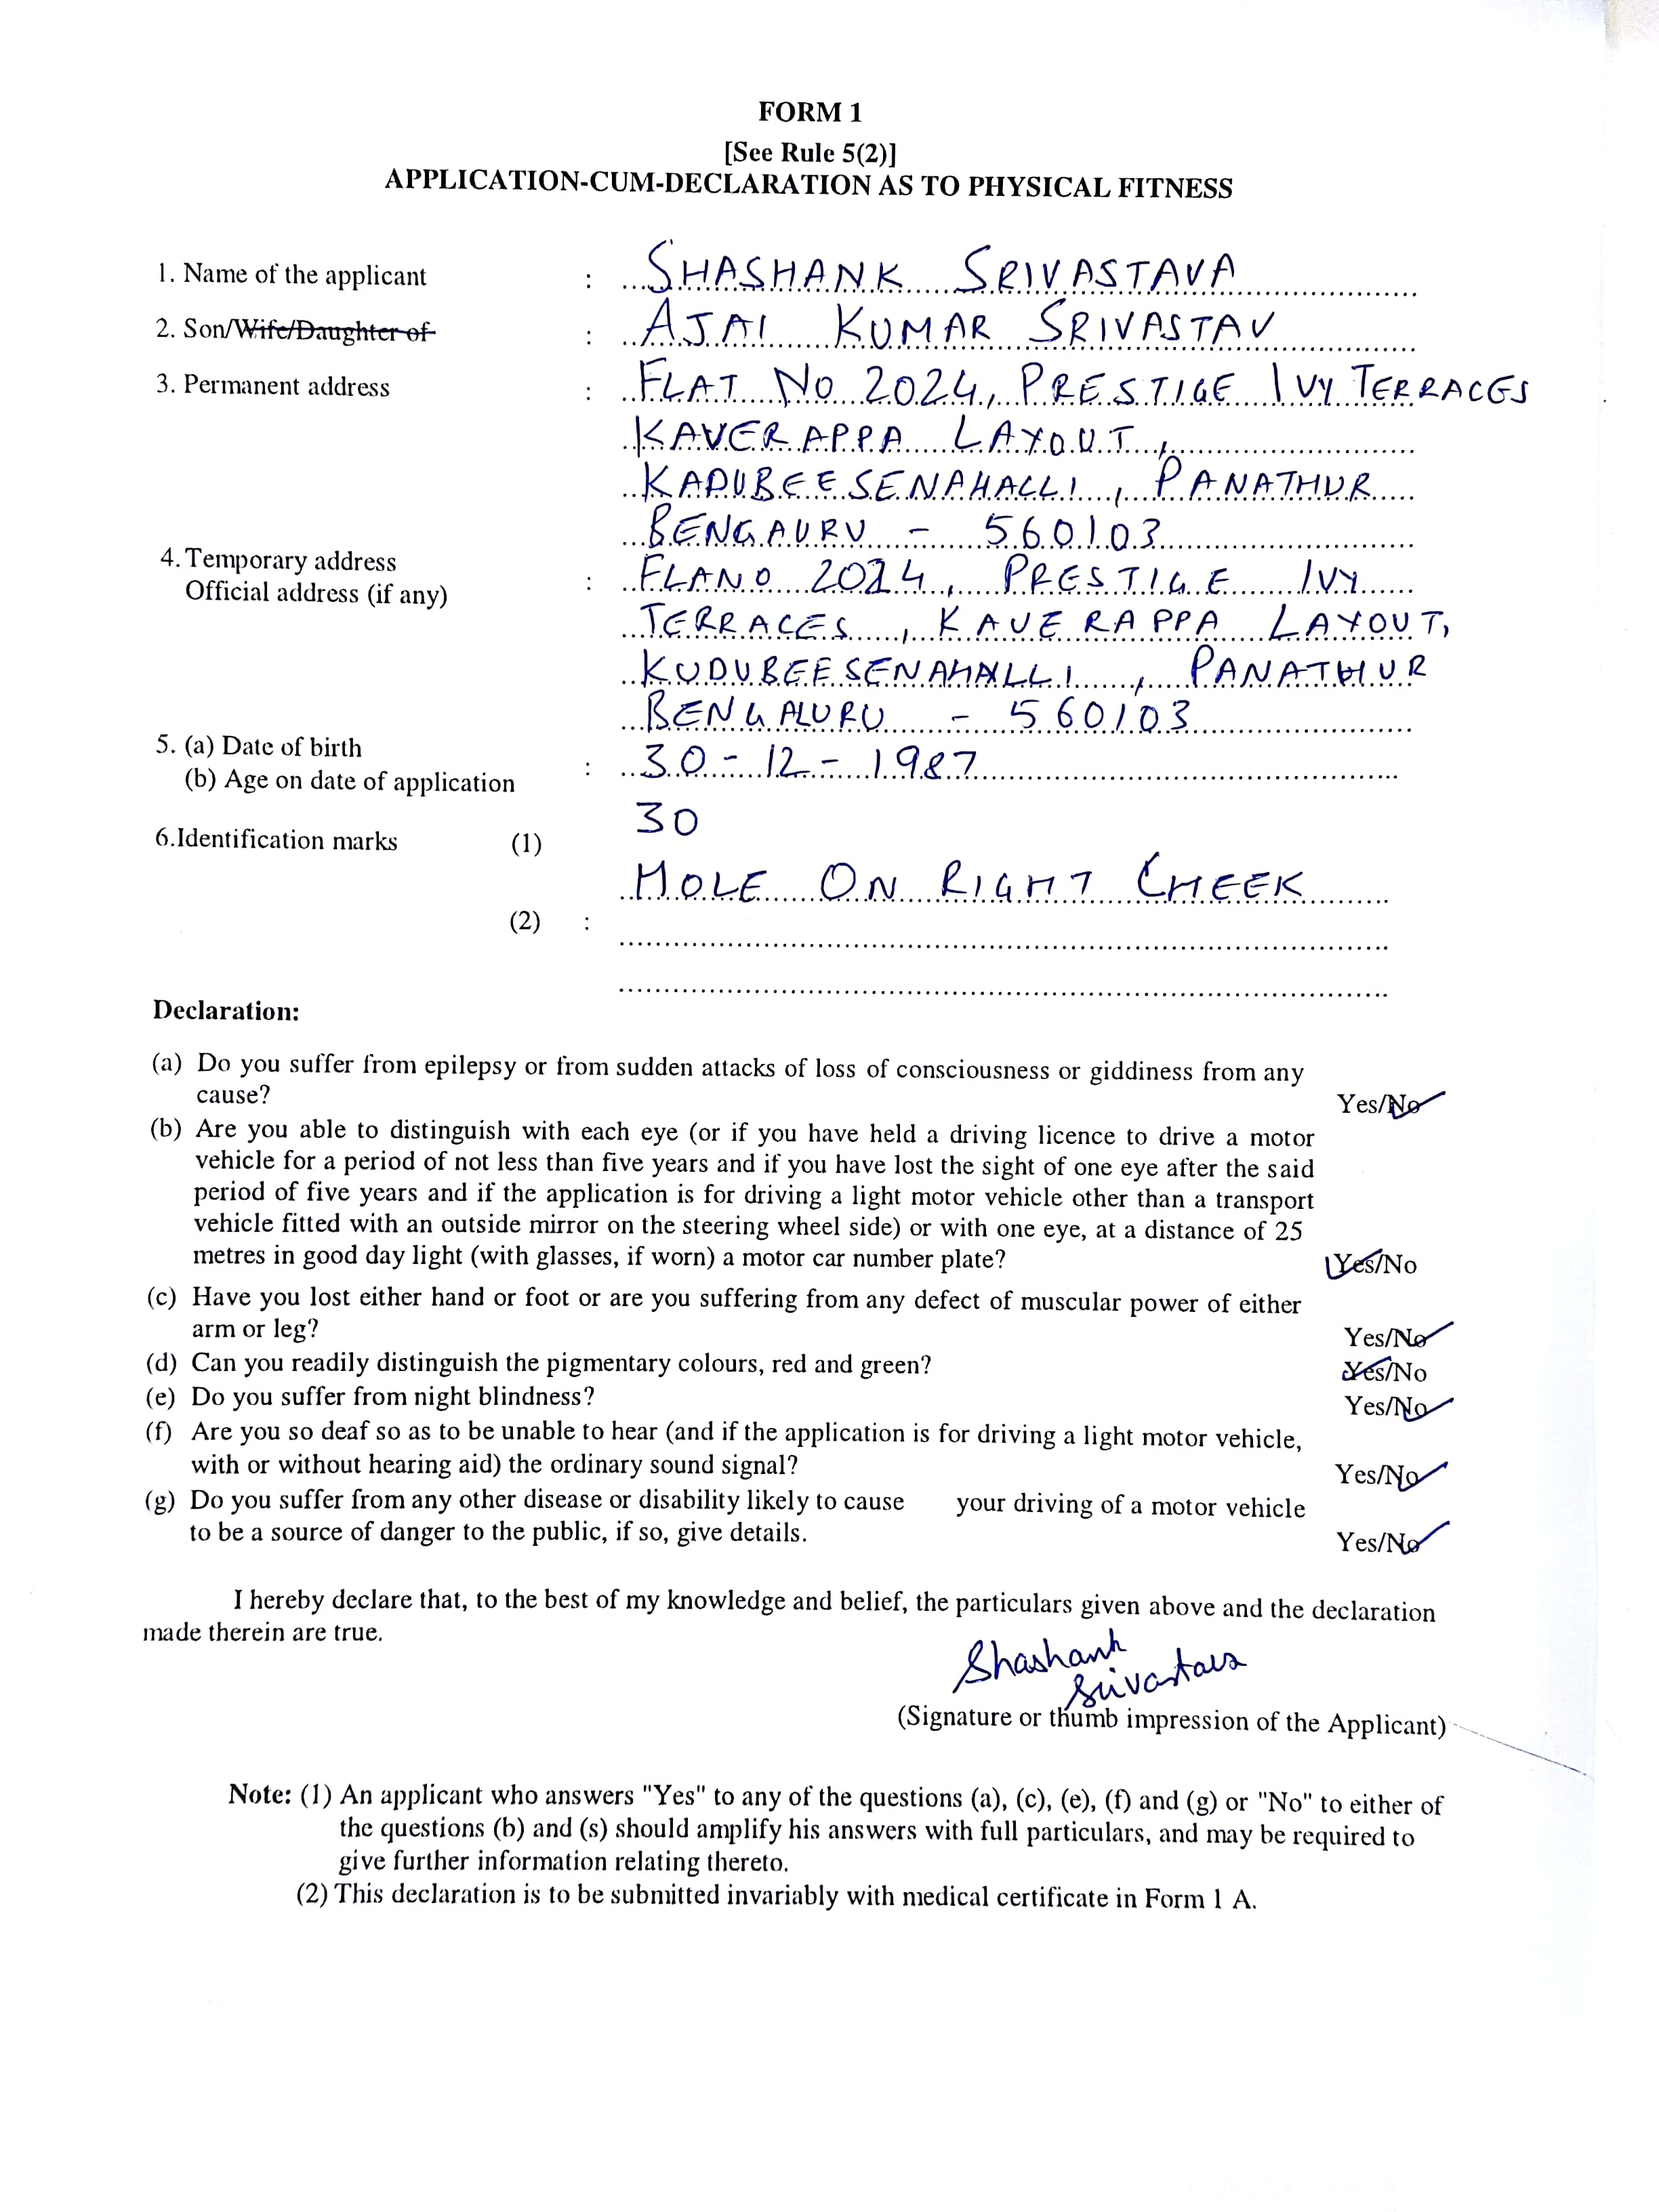 FORM 1
[See Rule 5(2)]
APPLICATION-CUM-DECLARATION AS TO PHYSICAL FITNESS
1. Name of the applicant : SHASHANK SRIVASTAVA
2. Son/Wife/Daughter of : AJAI KUMAR SRIVASTAV
3. Permanent address : FLAT NO 2024, PRESTIGE IVY TERRACES
KAVERAPPA LAYOUT,
KADUBEESENAHALLI, PANATHUR
BENGAURU - 560103
4. Temporary address
Official address (if any) : FLANO 2024, PRESTIGE IVY
TERRACES, KAVERAPPA LAYOUT,
KUDUBEESENAHALLI, PANATHUR
BENGALURU - 560103
5. (a) Date of birth : 30-12-1987
(b) Age on date of application
30
6.Identification marks (1)
MOLE ON RIGHT CHEEK
(2) :
Declaration:
(a) Do you suffer from epilepsy or from sudden attacks of loss of consciousness or giddiness from any
cause? Yes/No
(b) Are you able to distinguish with each eye (or if you have held a driving licence to drive a motor
vehicle for a period of not less than five years and if you have lost the sight of one eye after the said
period of five years and if the application is for driving a light motor vehicle other than a transport
vehicle fitted with an outside mirror on the steering wheel side) or with one eye, at a distance of 25
metres in good day light (with glasses, if worn) a motor car number plate? Yes/No
(c) Have you lost either hand or foot or are you suffering from any defect of muscular power of either
arm or leg? Yes/No
(d) Can you readily distinguish the pigmentary colours, red and green? Yes/No
(e) Do you suffer from night blindness? Yes/No
(f) Are you so deaf so as to be unable to hear (and if the application is for driving a light motor vehicle,
with or without hearing aid) the ordinary sound signal? Yes/No
(g) Do you suffer from any other disease or disability likely to cause your driving of a motor vehicle
to be a source of danger to the public, if so, give details. Yes/No
I hereby declare that, to the best of my knowledge and belief, the particulars given above and the declaration
made therein are true.
Shashank
Srivastava
(Signature or thumb impression of the Applicant)
Note: (1) An applicant who answers "Yes" to any of the questions (a), (c), (e), (f) and (g) or "No" to either of
the questions (b) and (s) should amplify his answers with full particulars, and may be required to
give further information relating thereto.
(2) This declaration is to be submitted invariably with medical certificate in Form 1 A.